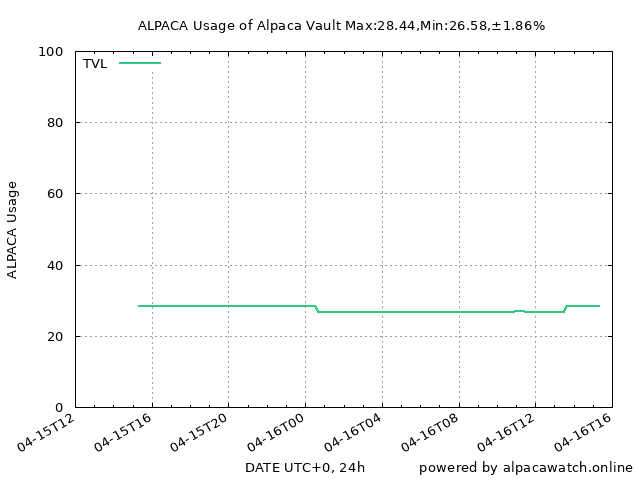 ALPACA Usage of Alpaca Vault Max:28.44,Min:26.58,±1.86%
100
TVL
80
60
ALPACA Usage
40
20
0
04-15T12 04-15T16 04-15T20 04-16T00 04-16T04 04-16T08 04-16T12 04-16T16
DATE UTC+0, 24h powered by alpacawatch.online